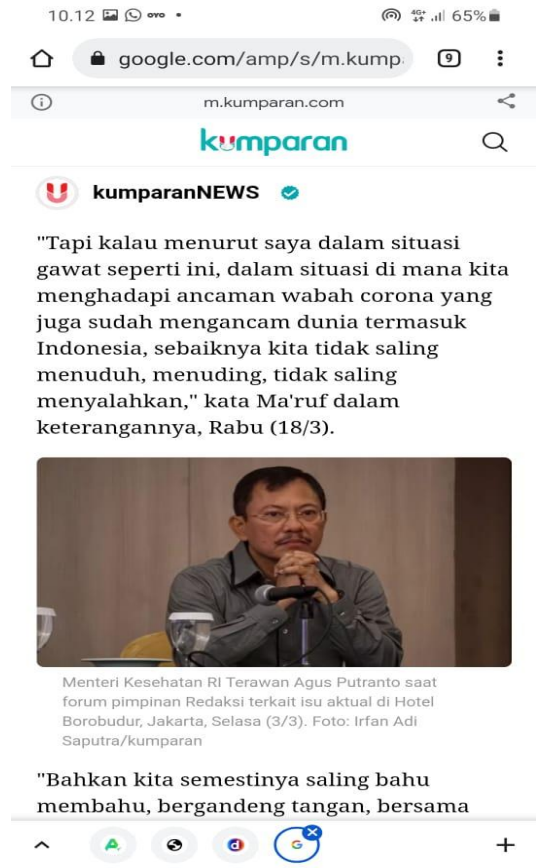 10.12 ovo 4G+ 65%
google.com/amp/s/m.kump 9
m.kumparan.com
kumparan
kumparanNEWS
"Tapi kalau menurut saya dalam situasi
gawat seperti ini, dalam situasi di mana kita
menghadapi ancaman wabah corona yang
juga sudah mengancam dunia termasuk
Indonesia, sebaiknya kita tidak saling
menuduh, menuding, tidak saling
menyalahkan," kata Ma'ruf dalam
keterangannya, Rabu (18/3).
Menteri Kesehatan RI Terawan Agus Putranto saat
forum pimpinan Redaksi terkait isu aktual di Hotel
Borobudur, Jakarta, Selasa (3/3). Foto: Irfan Adi
Saputra/kumparan
"Bahkan kita semestinya saling bahu
membahu, bergandeng tangan, bersama